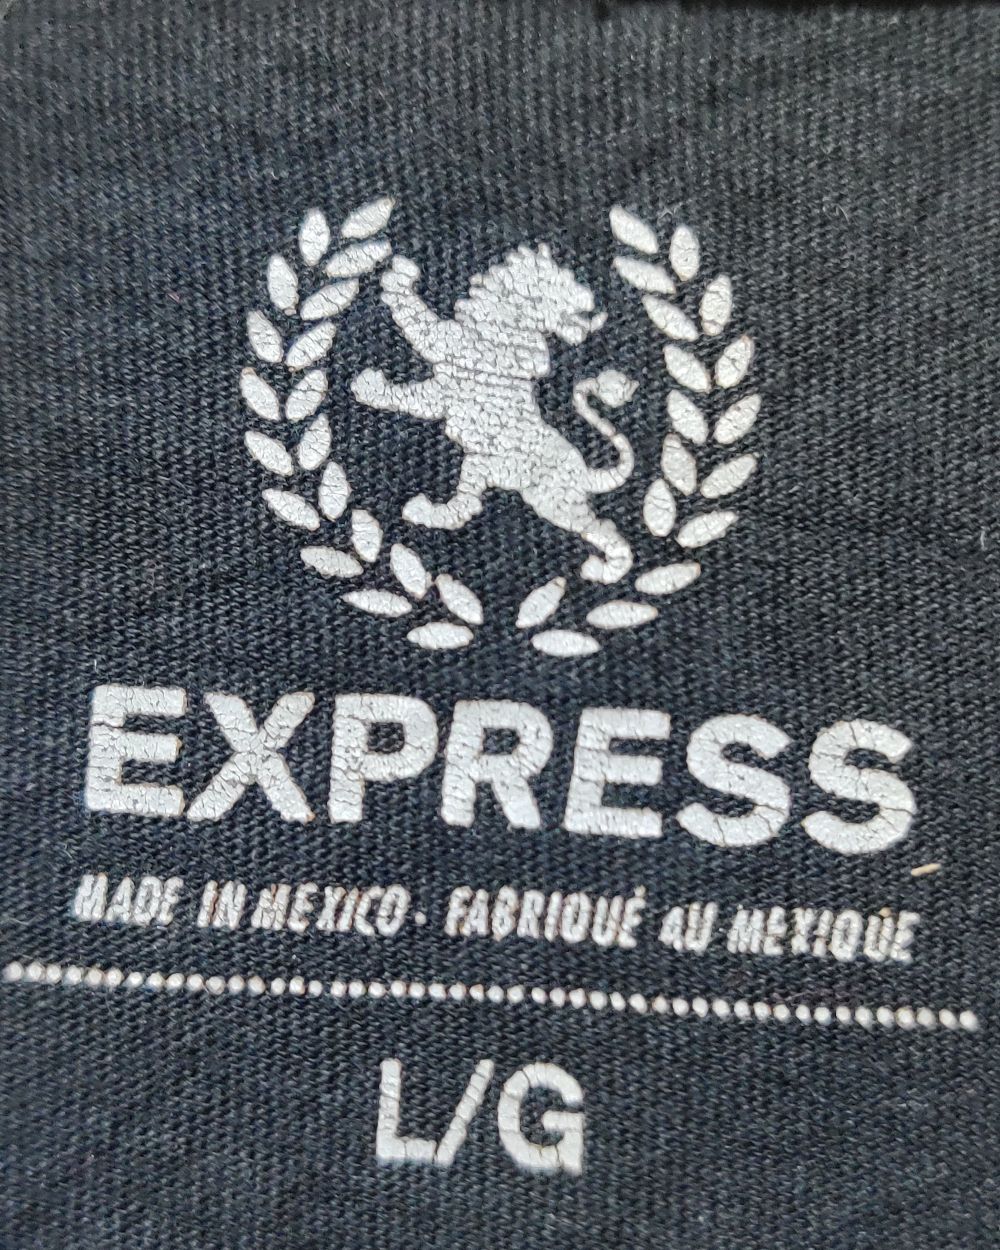 EXPRESS
MADE IN MEXICO · FABRIQUÉ AU MEXIQUE
L/G